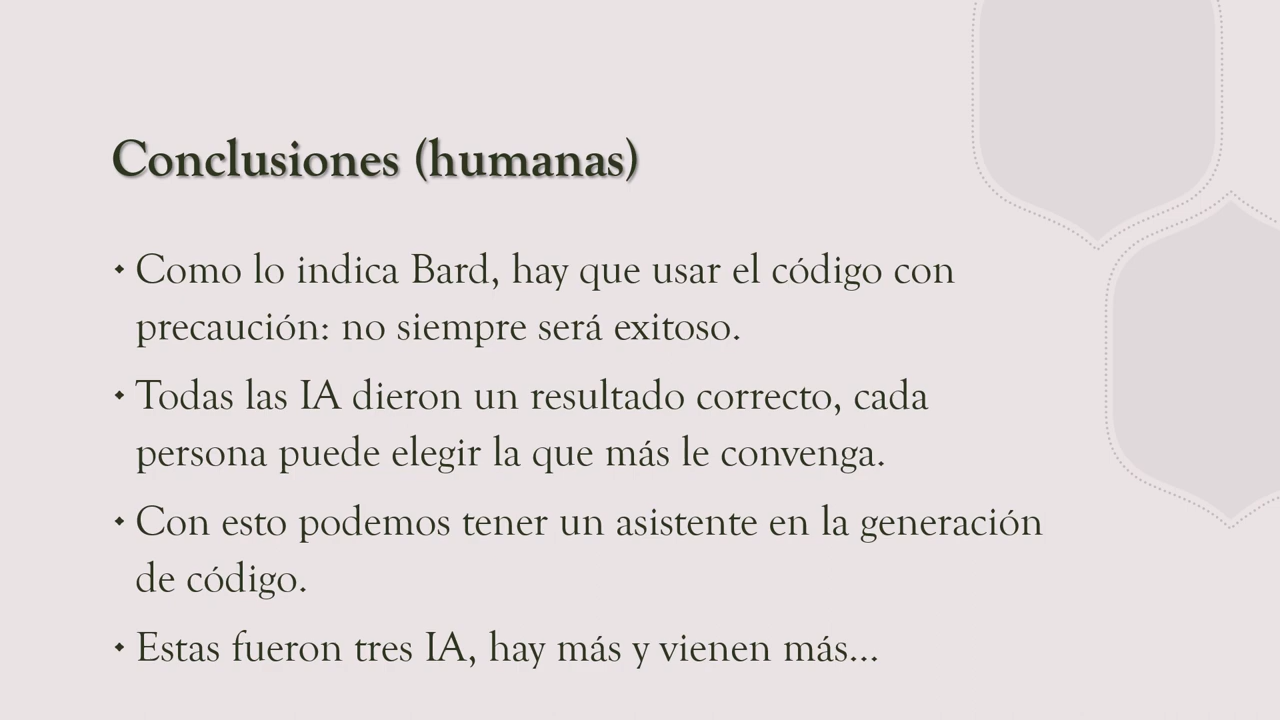 Conclusiones (humanas)
• Como lo indica Bard, hay que usar el código con
precaución: no siempre será exitoso.
• Todas las IA dieron un resultado correcto, cada
persona puede elegir la que más le convenga.
• Con esto podemos tener un asistente en la generación
de código.
• Estas fueron tres IA, hay más y vienen más...